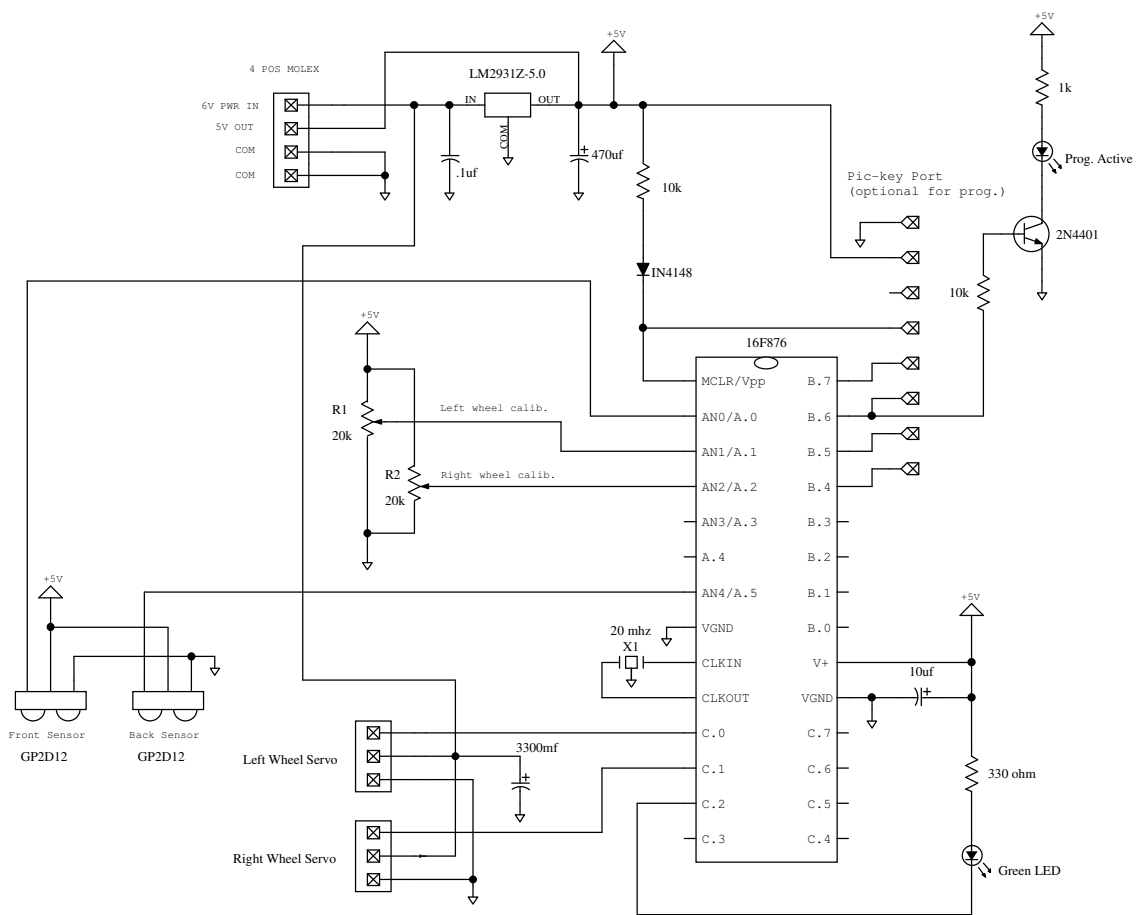 +5V
+5V
4 POS MOLEX
LM2931Z-5.0
6V PWR IN
IN
OUT
1k
5V OUT
COM
COM
COM
470uf
Prog. Active
.1uf
10k
Pic-key Port
(optional for prog.)
2N4401
IN4148
10k
+5V
16F876
MCLR/Vpp
B.7
R1
Left wheel calib.
AN0/A.0
B.6
20k
AN1/A.1
B.5
R2
Right wheel calib.
AN2/A.2
B.4
20k
AN3/A.3
B.3
A.4
B.2
+5V
AN4/A.5
B.1
+5V
20 mhz
VGND
B.0
X1
CLKIN
V+
10uf
CLKOUT
VGND
Front Sensor
Back Sensor
C.0
C.7
GP2D12
GP2D12
Left Wheel Servo
3300mf
C.1
C.6
330 ohm
C.2
C.5
C.3
C.4
Right Wheel Servo
Green LED